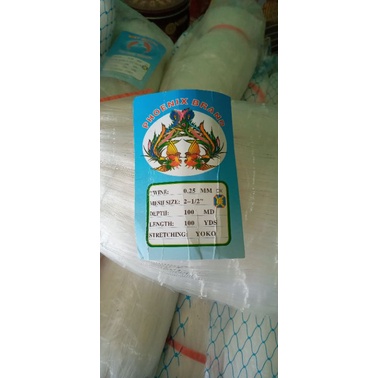 PHOENIX BRAND
TWINE: 0.25 MM
MESH SIZE: 2-1/2"
DEPTH: 100 MD
LENGTH: 100 YDS
STRETCHING: YOKO